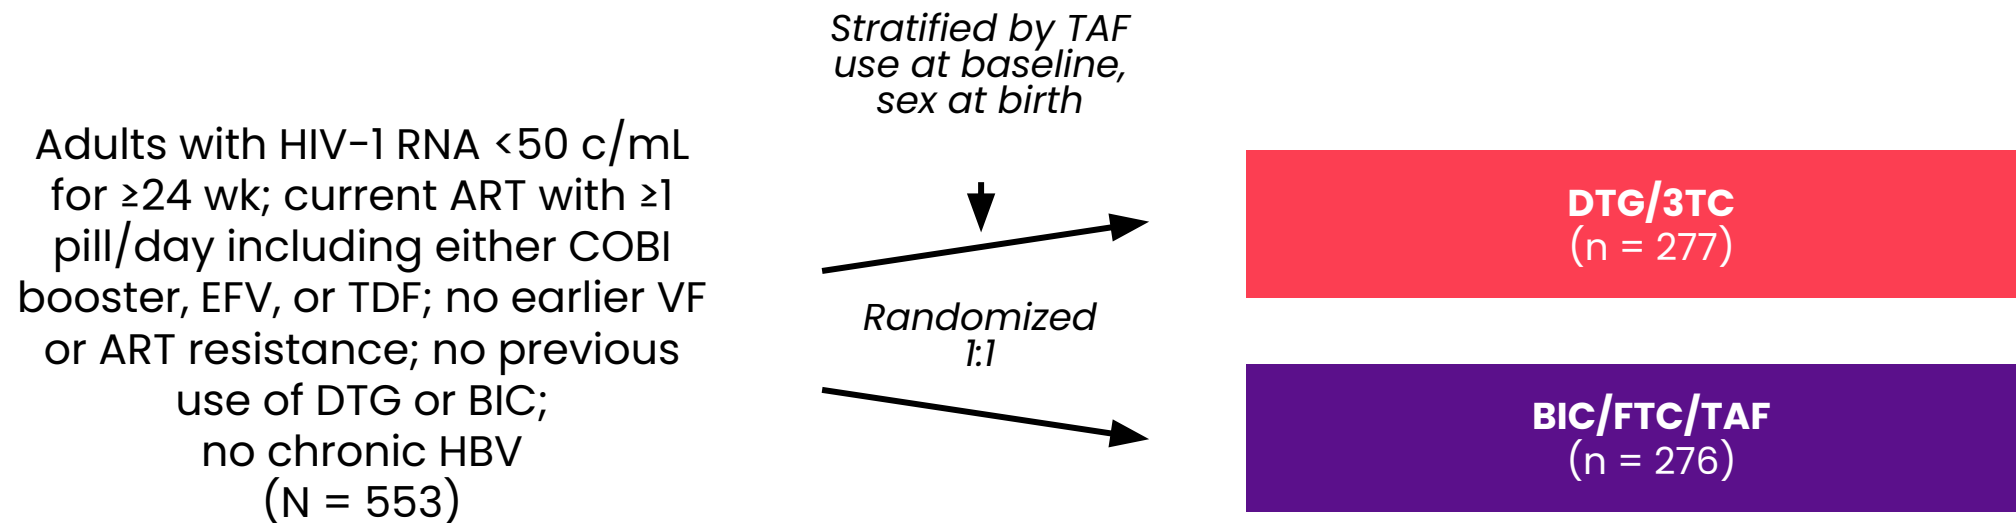 Adults with HIV-1 RNA <50 c/mL
for ≥24 wk; current ART with ≥1
pill/day including either COBI
booster, EFV, or TDF; no earlier VF
or ART resistance; no previous
use of DTG or BIC;
no chronic HBV
(N = 553)
Stratified by TAF
use at baseline,
sex at birth
Randomized
1:1
DTG/3TC
(n = 277)
BIC/FTC/TAF
(n = 276)